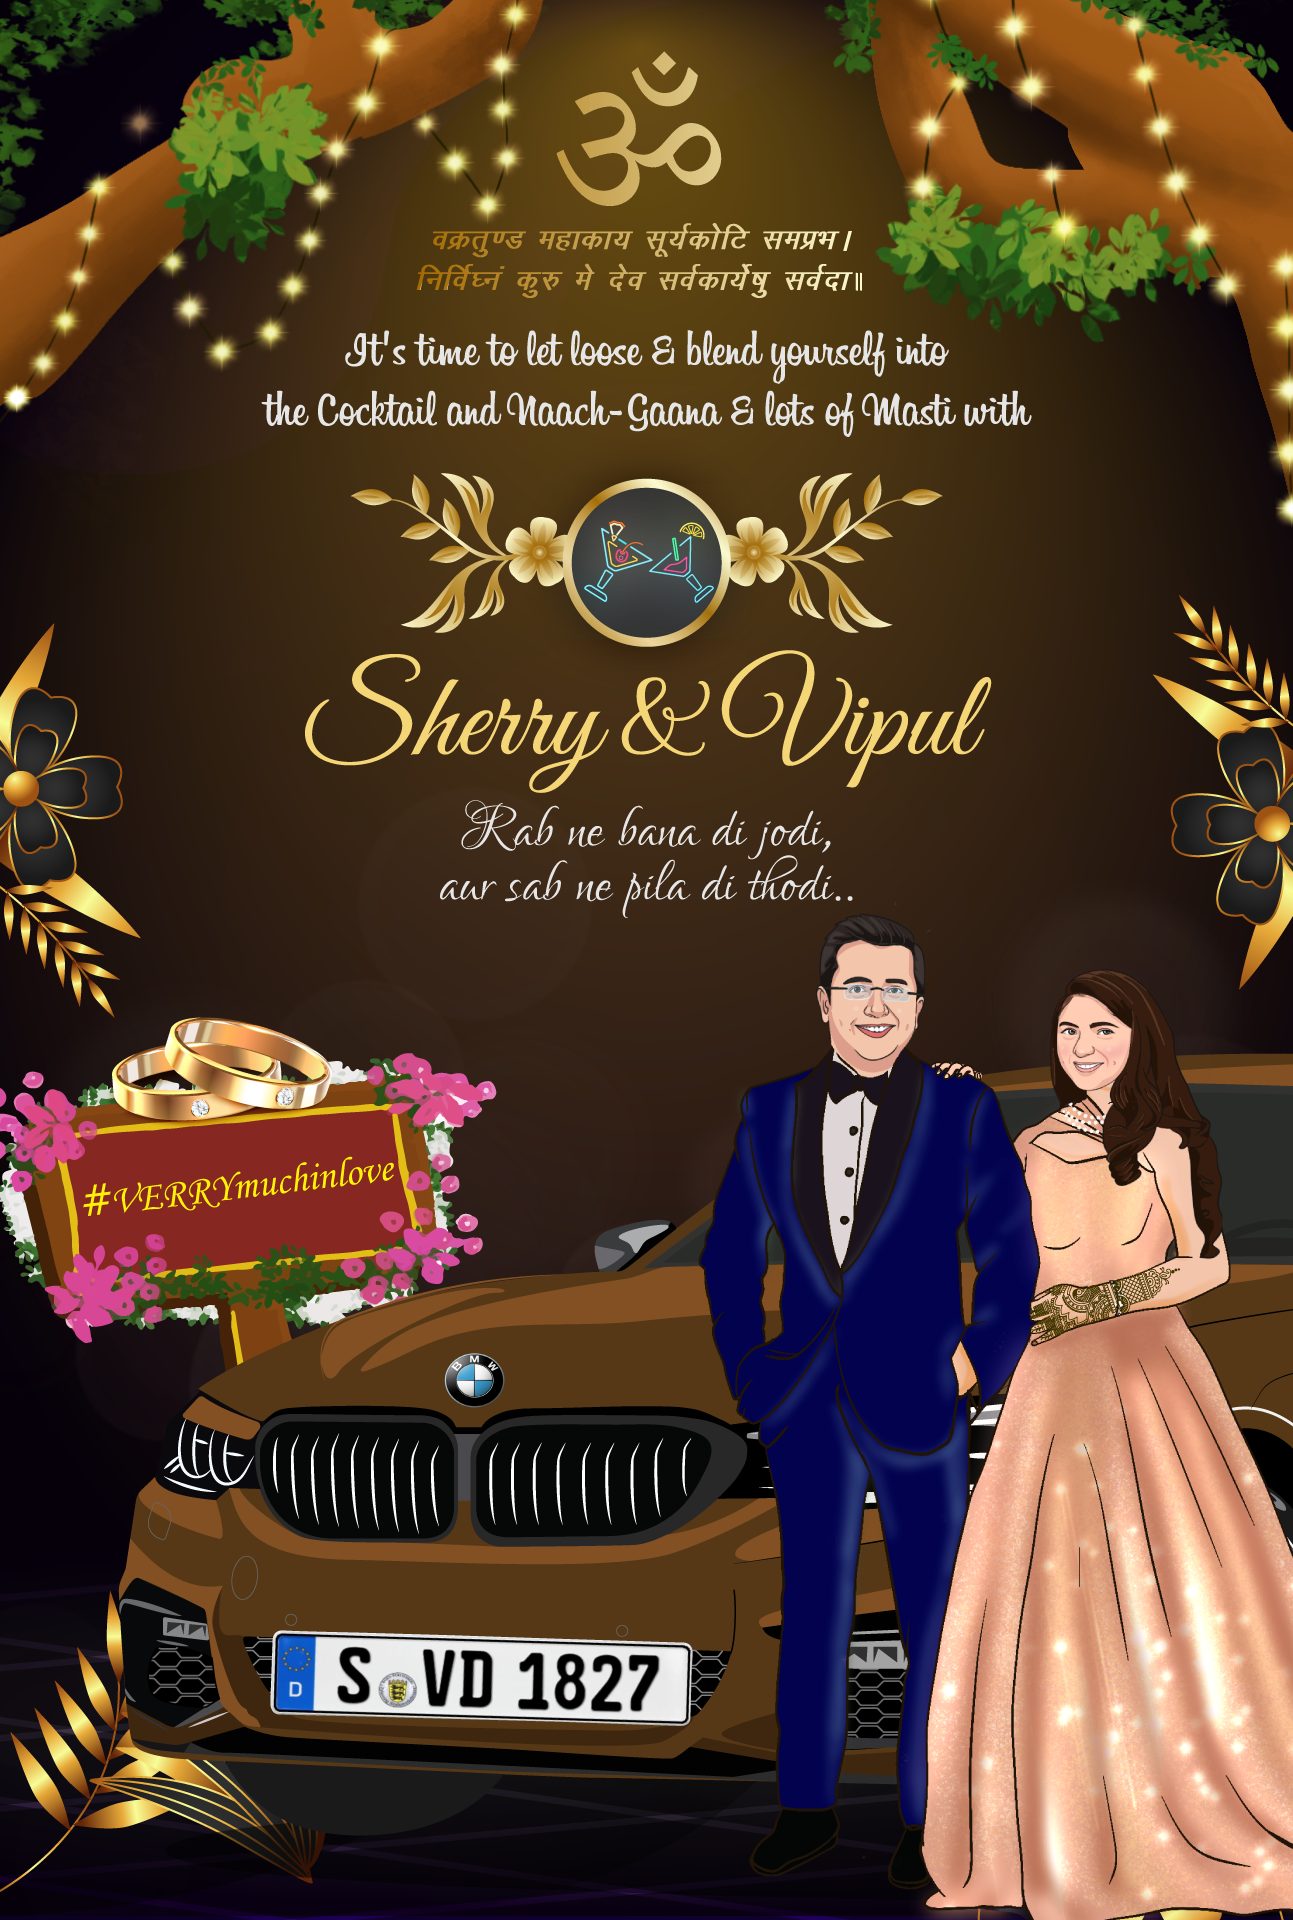 ॐ
वक्रतुण्ड महाकाय सूर्यकोटि समप्रभ।
निर्विघ्नं कुरु मे देव सर्वकार्येषु सर्वदा॥
It's time to let loose & blend yourself into
the Cocktail and Naach-Gaana & lots of Masti with
Sherry & Vipul
Rab ne bana di jodi,
aur sab ne pila di thodi..
#VERRYmuchinlove
BMW
D S VD 1827